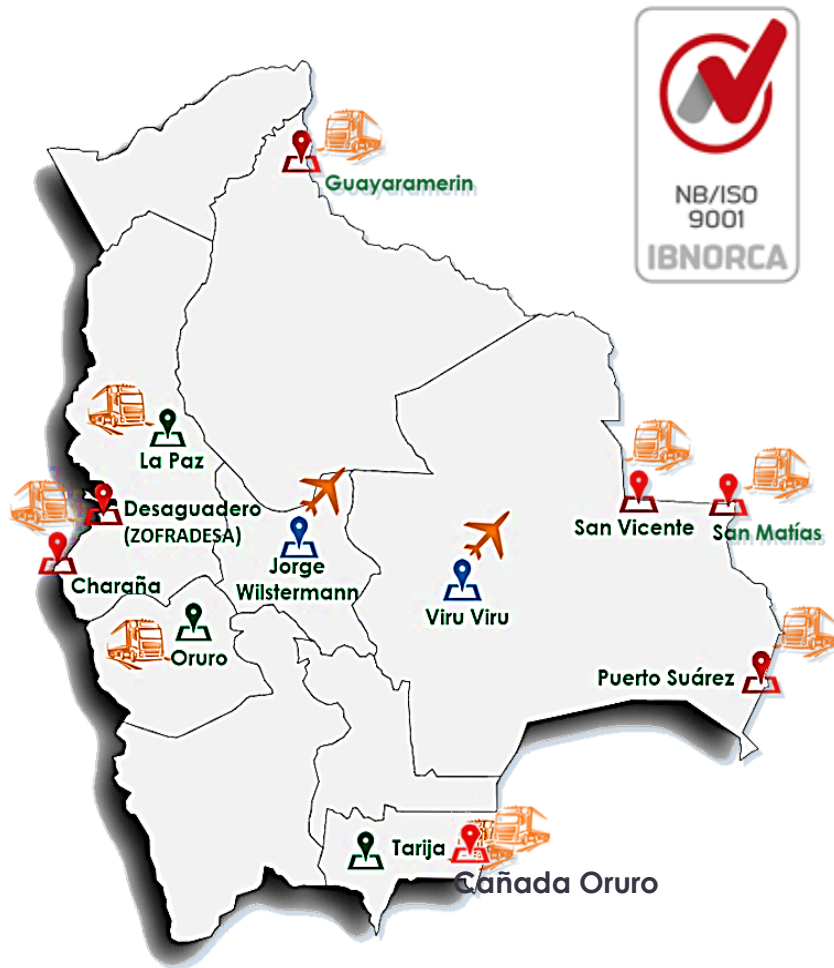 NB/ISO
9001
IBNORCA
Guayaramerin
La Paz
Desaguadero
(ZOFRADESA)
Charaña
Oruro
Jorge
Wilstermann
Viru Viru
San Vicente
San Matías
Puerto Suárez
Tarija
Cañada Oruro